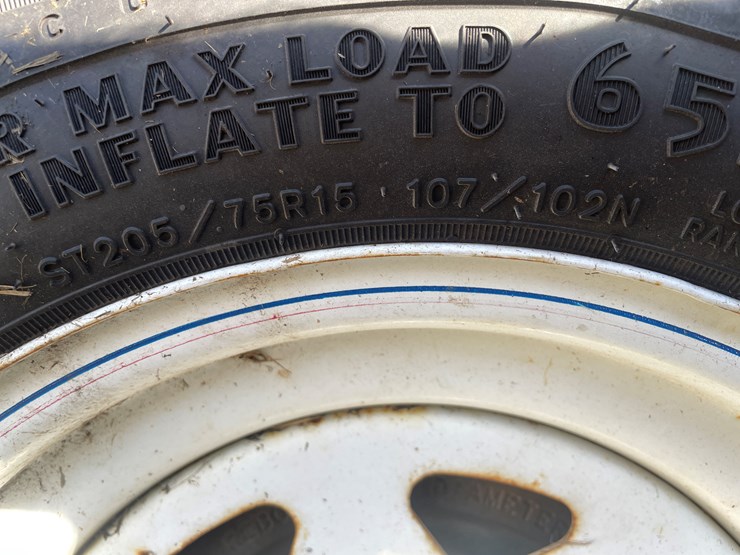 R MAX LOAD
INFLATE TO 65
ST205/75R15 107/102N